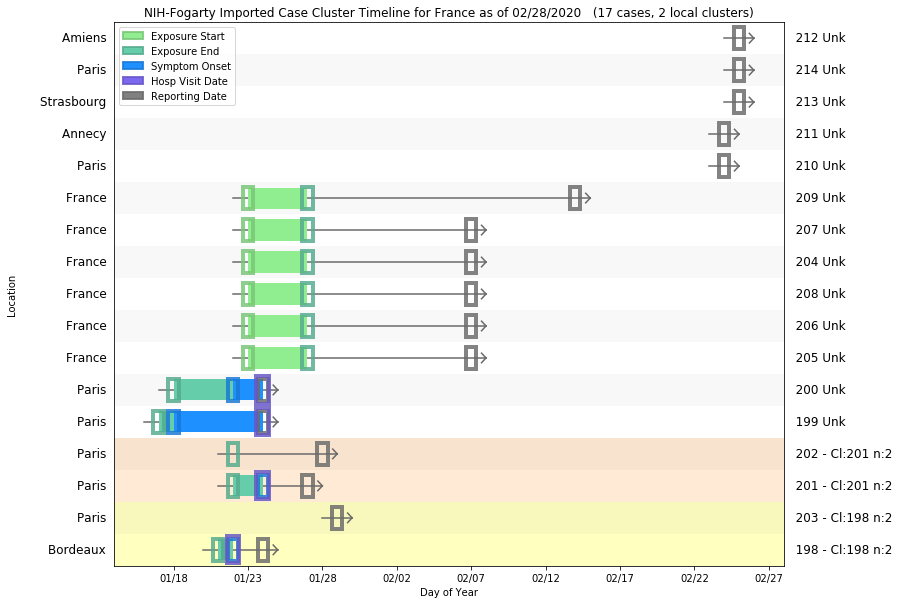 NIH-Fogarty Imported Case Cluster Timeline for France as of 02/28/2020 (17 cases, 2 local clusters)
Exposure Start
Exposure End
Symptom Onset
Hosp Visit Date
Reporting Date
Amiens 212 Unk
Paris 214 Unk
Strasbourg 213 Unk
Annecy 211 Unk
Paris 210 Unk
France 209 Unk
France 207 Unk
France 204 Unk
France 208 Unk
France 206 Unk
France 205 Unk
Paris 200 Unk
Paris 199 Unk
Paris 202 - Cl:201 n:2
Paris 201 - Cl:201 n:2
Paris 203 - Cl:198 n:2
Bordeaux 198 - Cl:198 n:2
Location
01/18 01/23 01/28 02/02 02/07 02/12 02/17 02/22 02/27
Day of Year